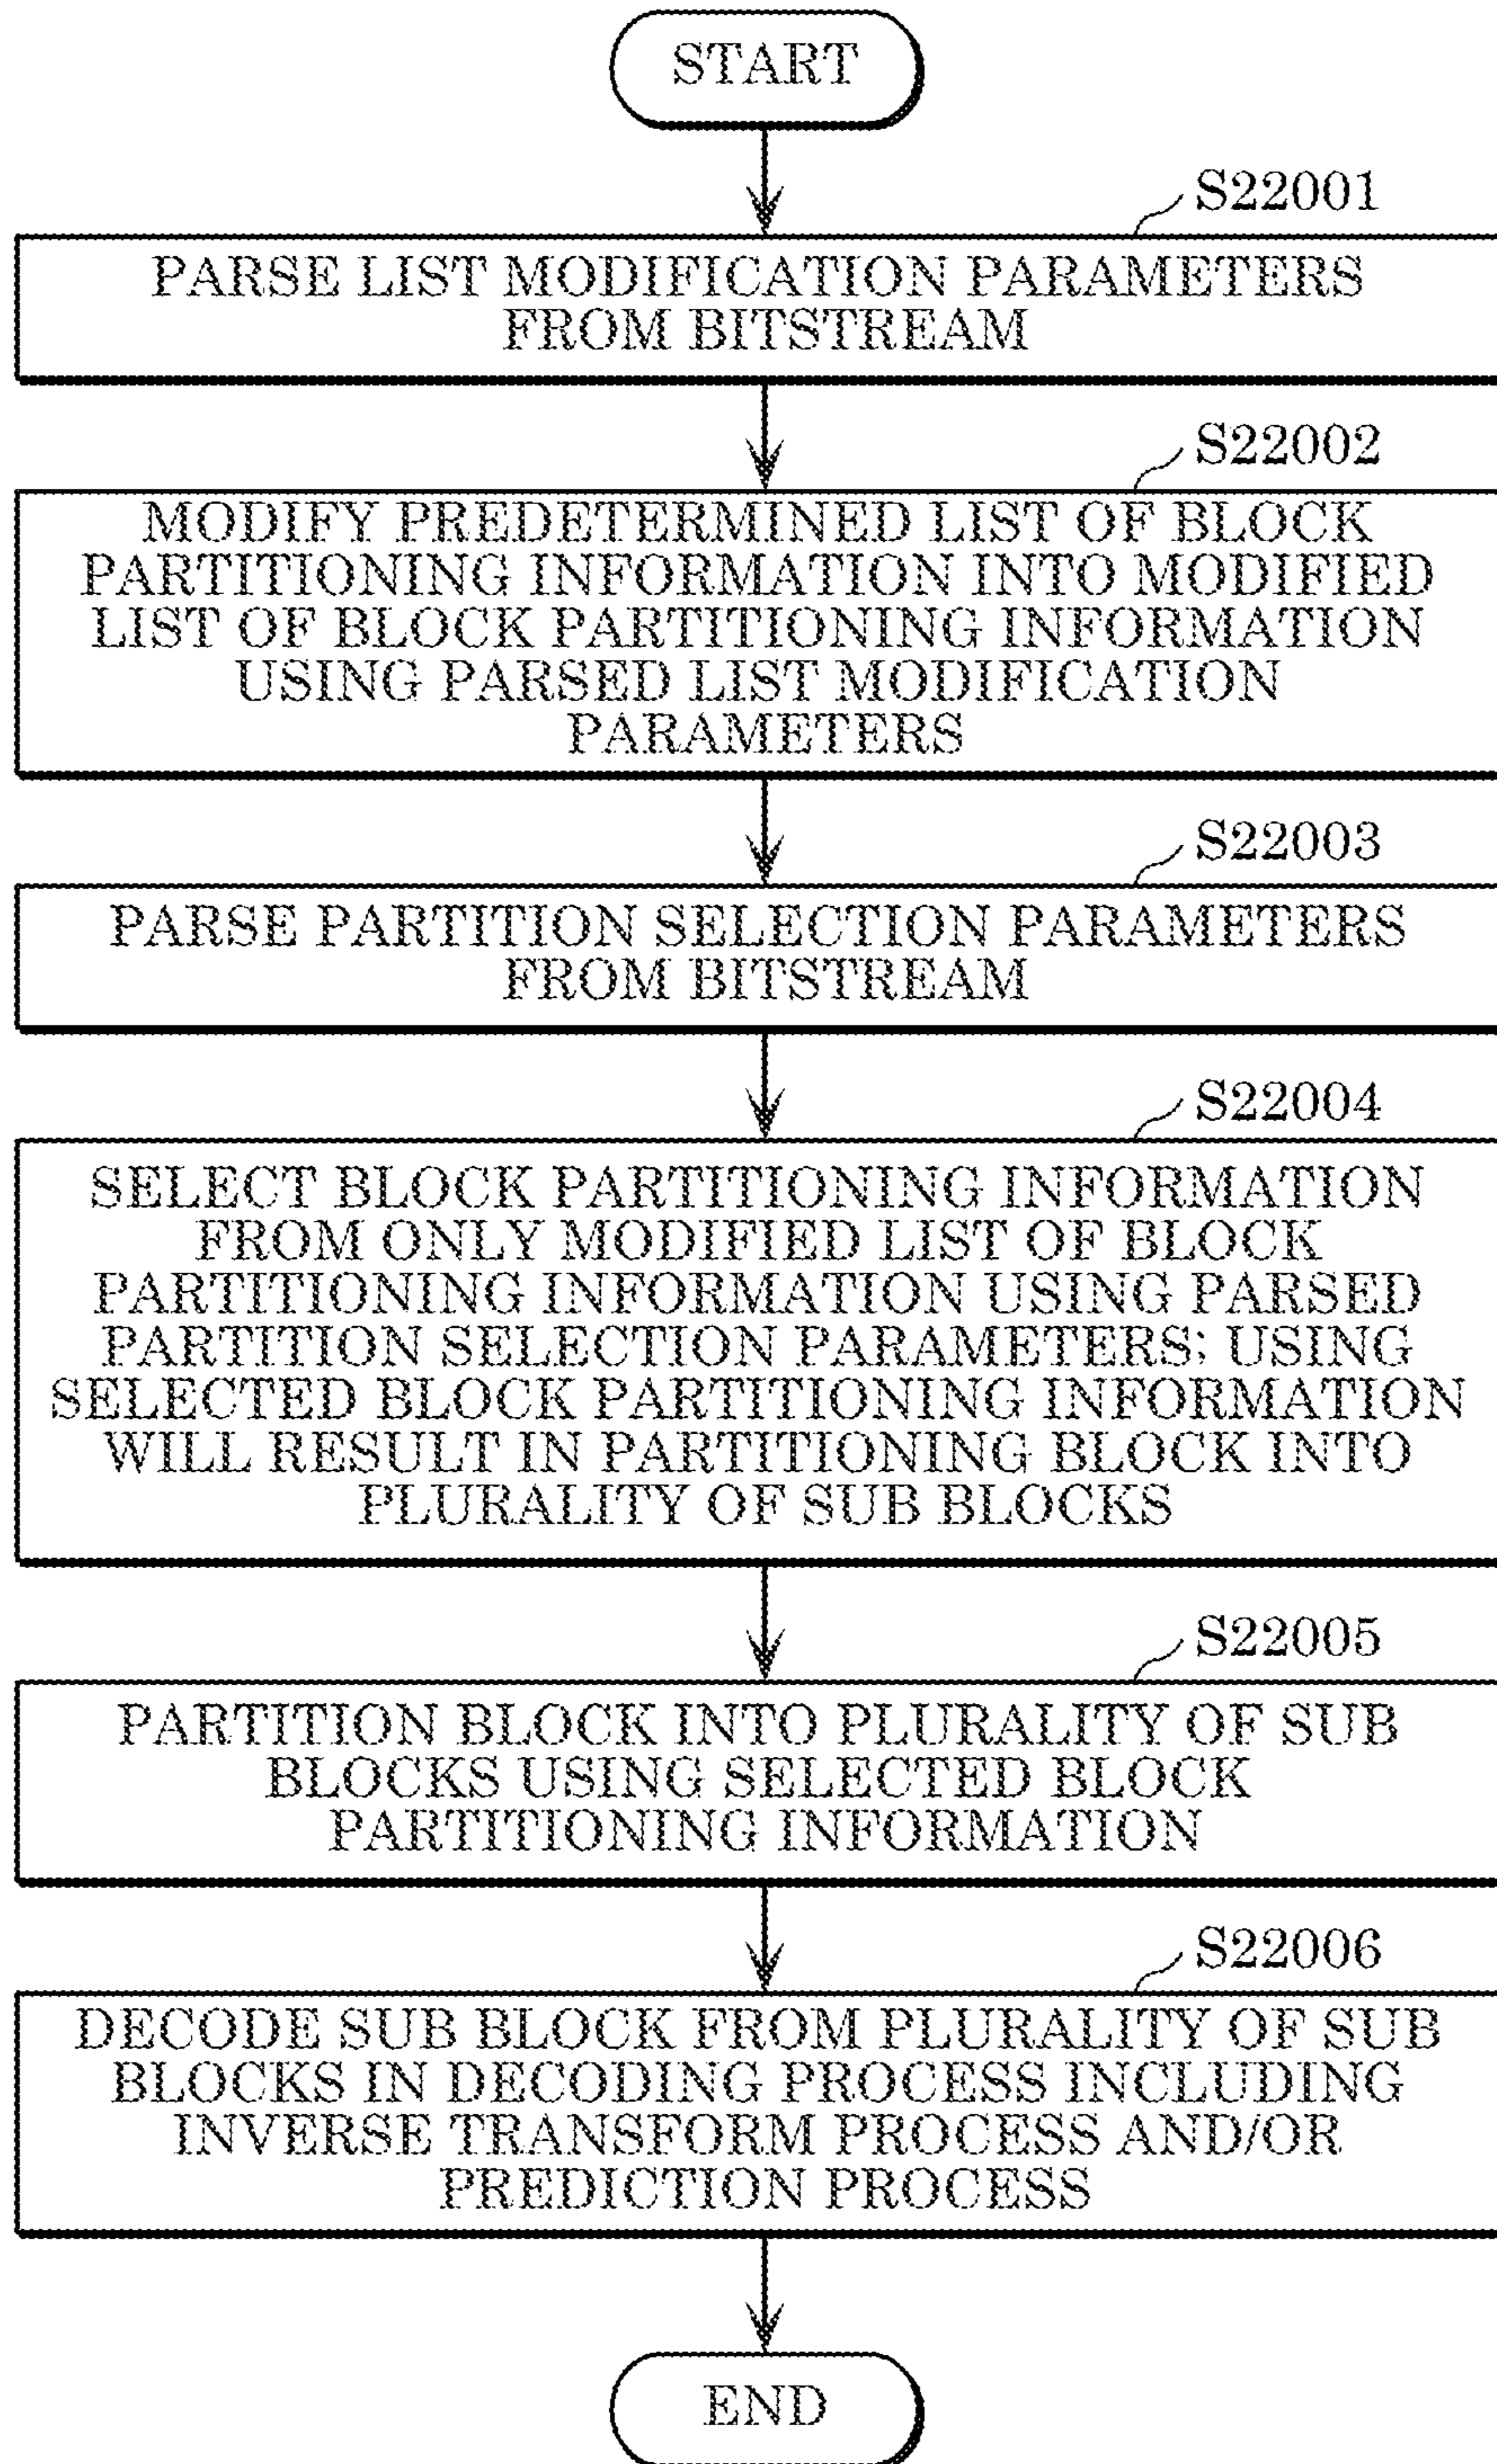 START
S22001
PARSE LIST MODIFICATION PARAMETERS
FROM BITSTREAM
S22002
MODIFY PREDETERMINED LIST OF BLOCK
PARTITIONING INFORMATION INTO MODIFIED
LIST OF BLOCK PARTITIONING INFORMATION
USING PARSED LIST MODIFICATION
PARAMETERS
S22003
PARSE PARTITION SELECTION PARAMETERS
FROM BITSTREAM
S22004
SELECT BLOCK PARTITIONING INFORMATION
FROM ONLY MODIFIED LIST OF BLOCK
PARTITIONING INFORMATION USING PARSED
PARTITION SELECTION PARAMETERS; USING
SELECTED BLOCK PARTITIONING INFORMATION
WILL RESULT IN PARTITIONING BLOCK INTO
PLURALITY OF SUB BLOCKS
S22005
PARTITION BLOCK INTO PLURALITY OF SUB
BLOCKS USING SELECTED BLOCK
PARTITIONING INFORMATION
S22006
DECODE SUB BLOCK FROM PLURALITY OF SUB
BLOCKS IN DECODING PROCESS INCLUDING
INVERSE TRANSFORM PROCESS AND/OR
PREDICTION PROCESS
END